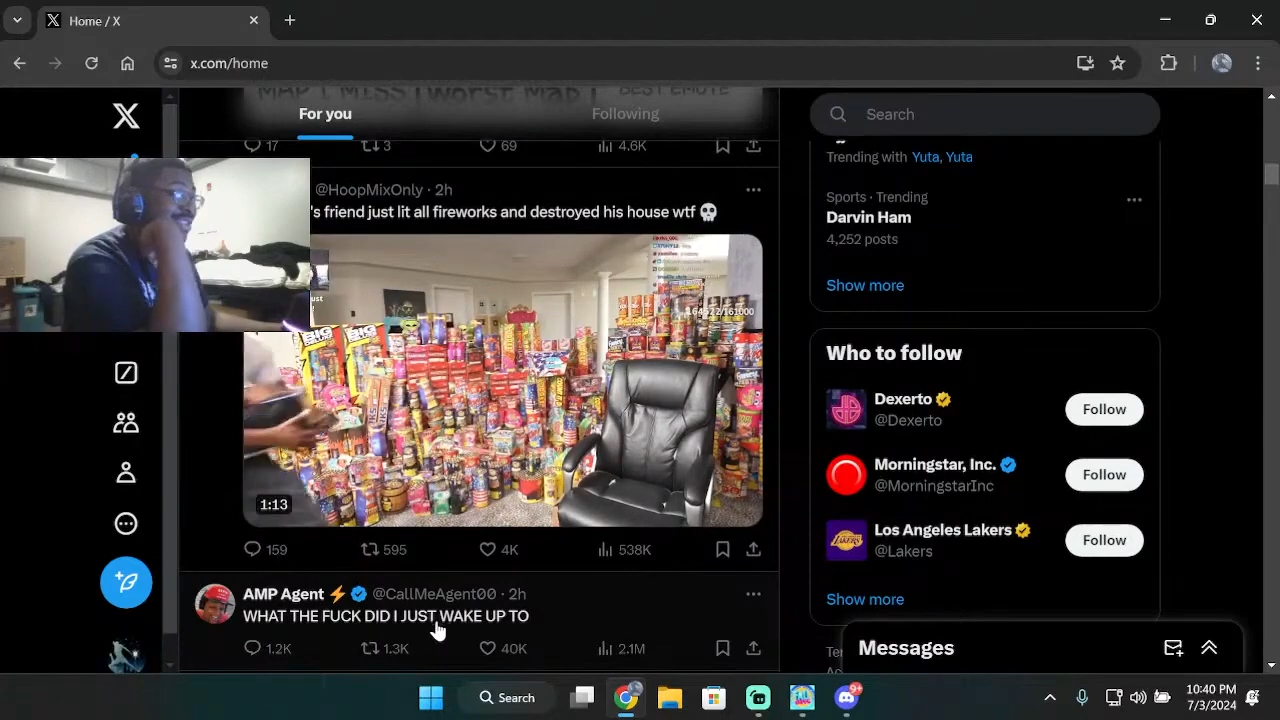 Home / X
x.com/home
MAP I MISS WORST MAP BEST EMOTE
For you
Following
Search
17
3
69
4.6K
Trending with Yuta, Yuta
@HoopMixOnly · 2h
's friend just lit all fireworks and destroyed his house wtf 💀
Sports · Trending
Darvin Ham
4,252 posts
Show more
164522/161000
BIG
BIG
1:13
Who to follow
Dexerto
@Dexerto
Follow
Morningstar, Inc.
@MorningstarInc
Follow
Los Angeles Lakers
@Lakers
Follow
159
595
4K
538K
AMP Agent ⚡ @CallMeAgent00 · 2h
WHAT THE FUCK DID I JUST WAKE UP TO
Show more
1.2K
1.3K
40K
2.1M
Messages
Search
9+
10:40 PM
7/3/2024